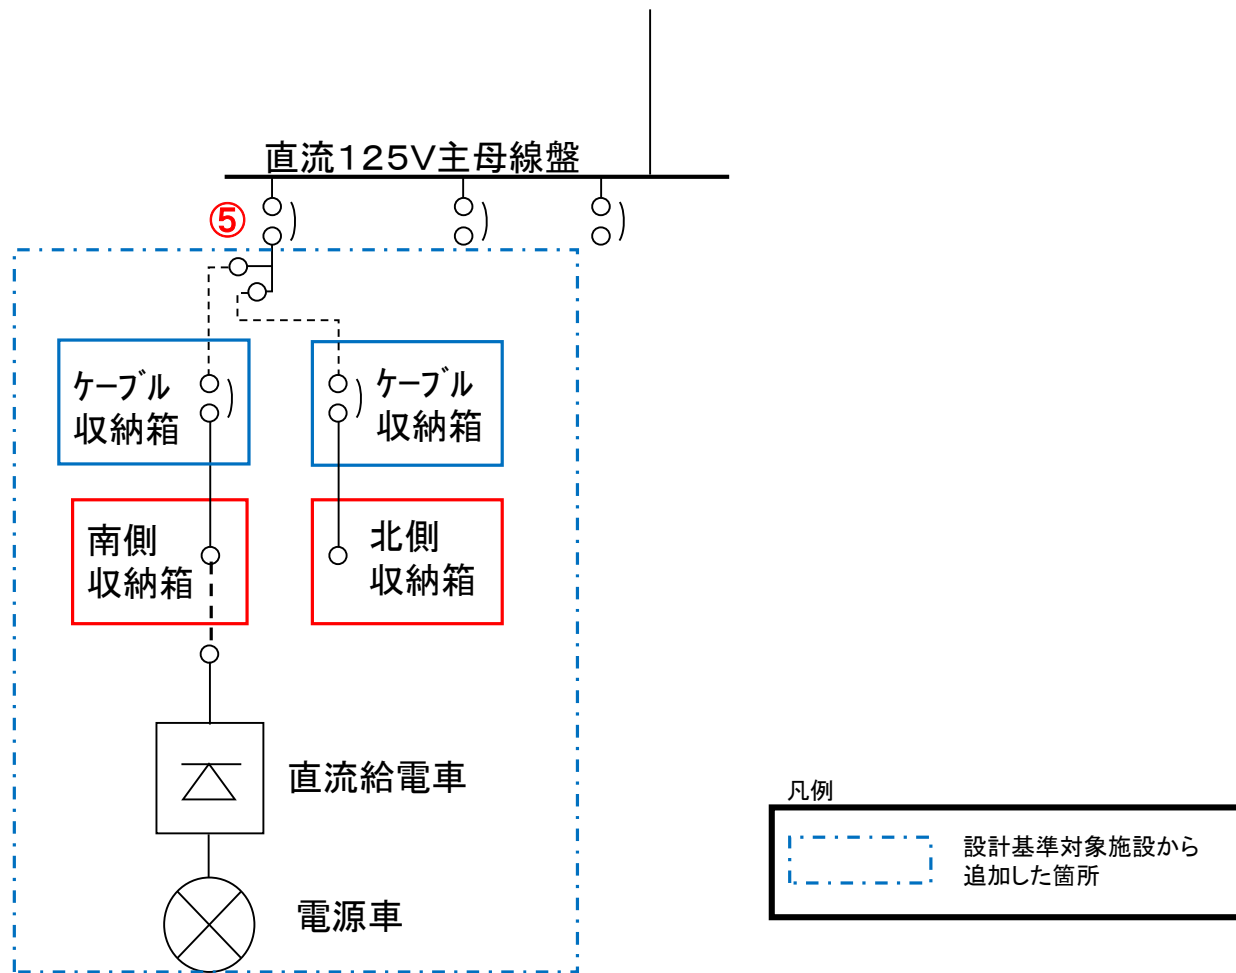 直流125V主母線盤
⑤
ケーブル
収納箱
ケーブル
収納箱
南側
収納箱
北側
収納箱
直流給電車
電源車
凡例
設計基準対象施設から
追加した箇所